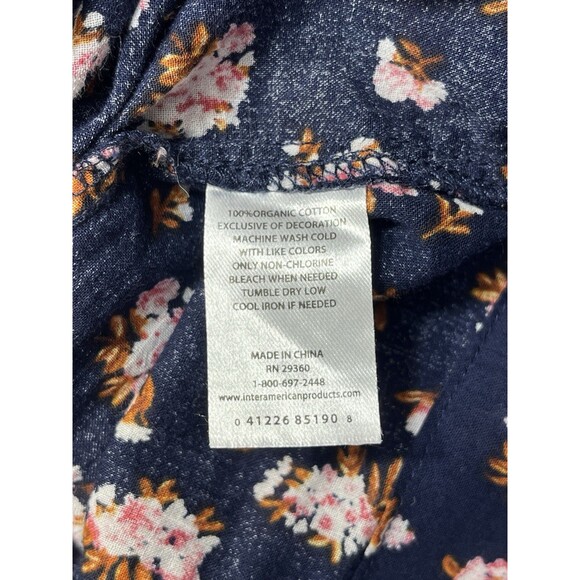 100% ORGANIC COTTON
EXCLUSIVE OF DECORATION
MACHINE WASH COLD
WITH LIKE COLORS
ONLY NON-CHLORINE
BLEACH WHEN NEEDED
TUMBLE DRY LOW
COOL IRON IF NEEDED
MADE IN CHINA
RN 29360
1-800-697-2448
www.interamericanproducts.com
0 41226 85190 8